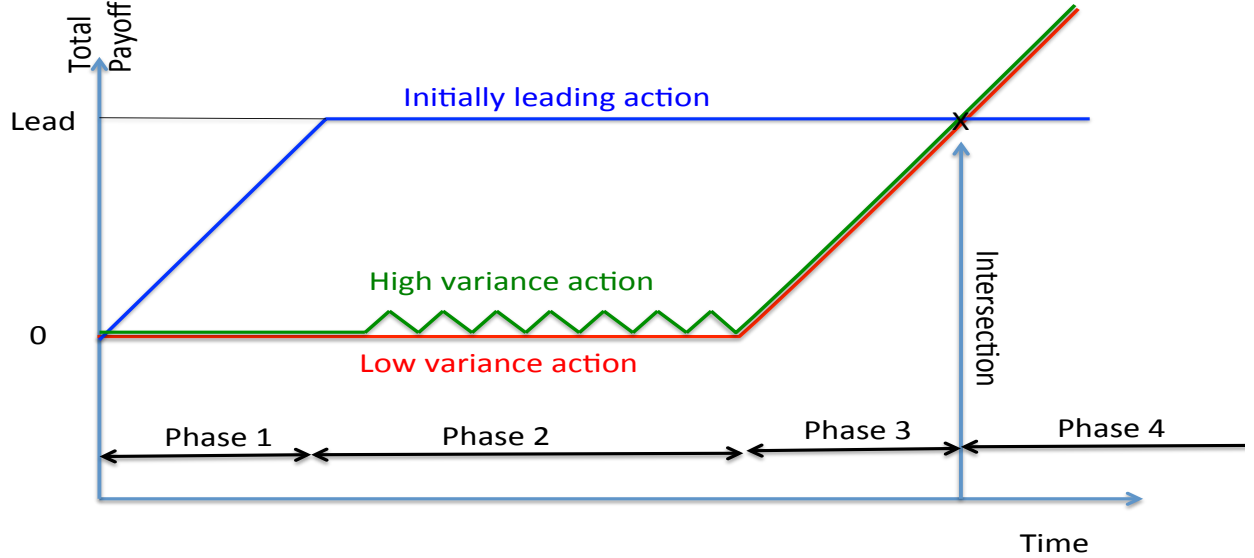 Total
Payoff
Initially leading action
Lead
High variance action
0
Low variance action
X
Intersection
Phase 1
Phase 2
Phase 3
Phase 4
Time